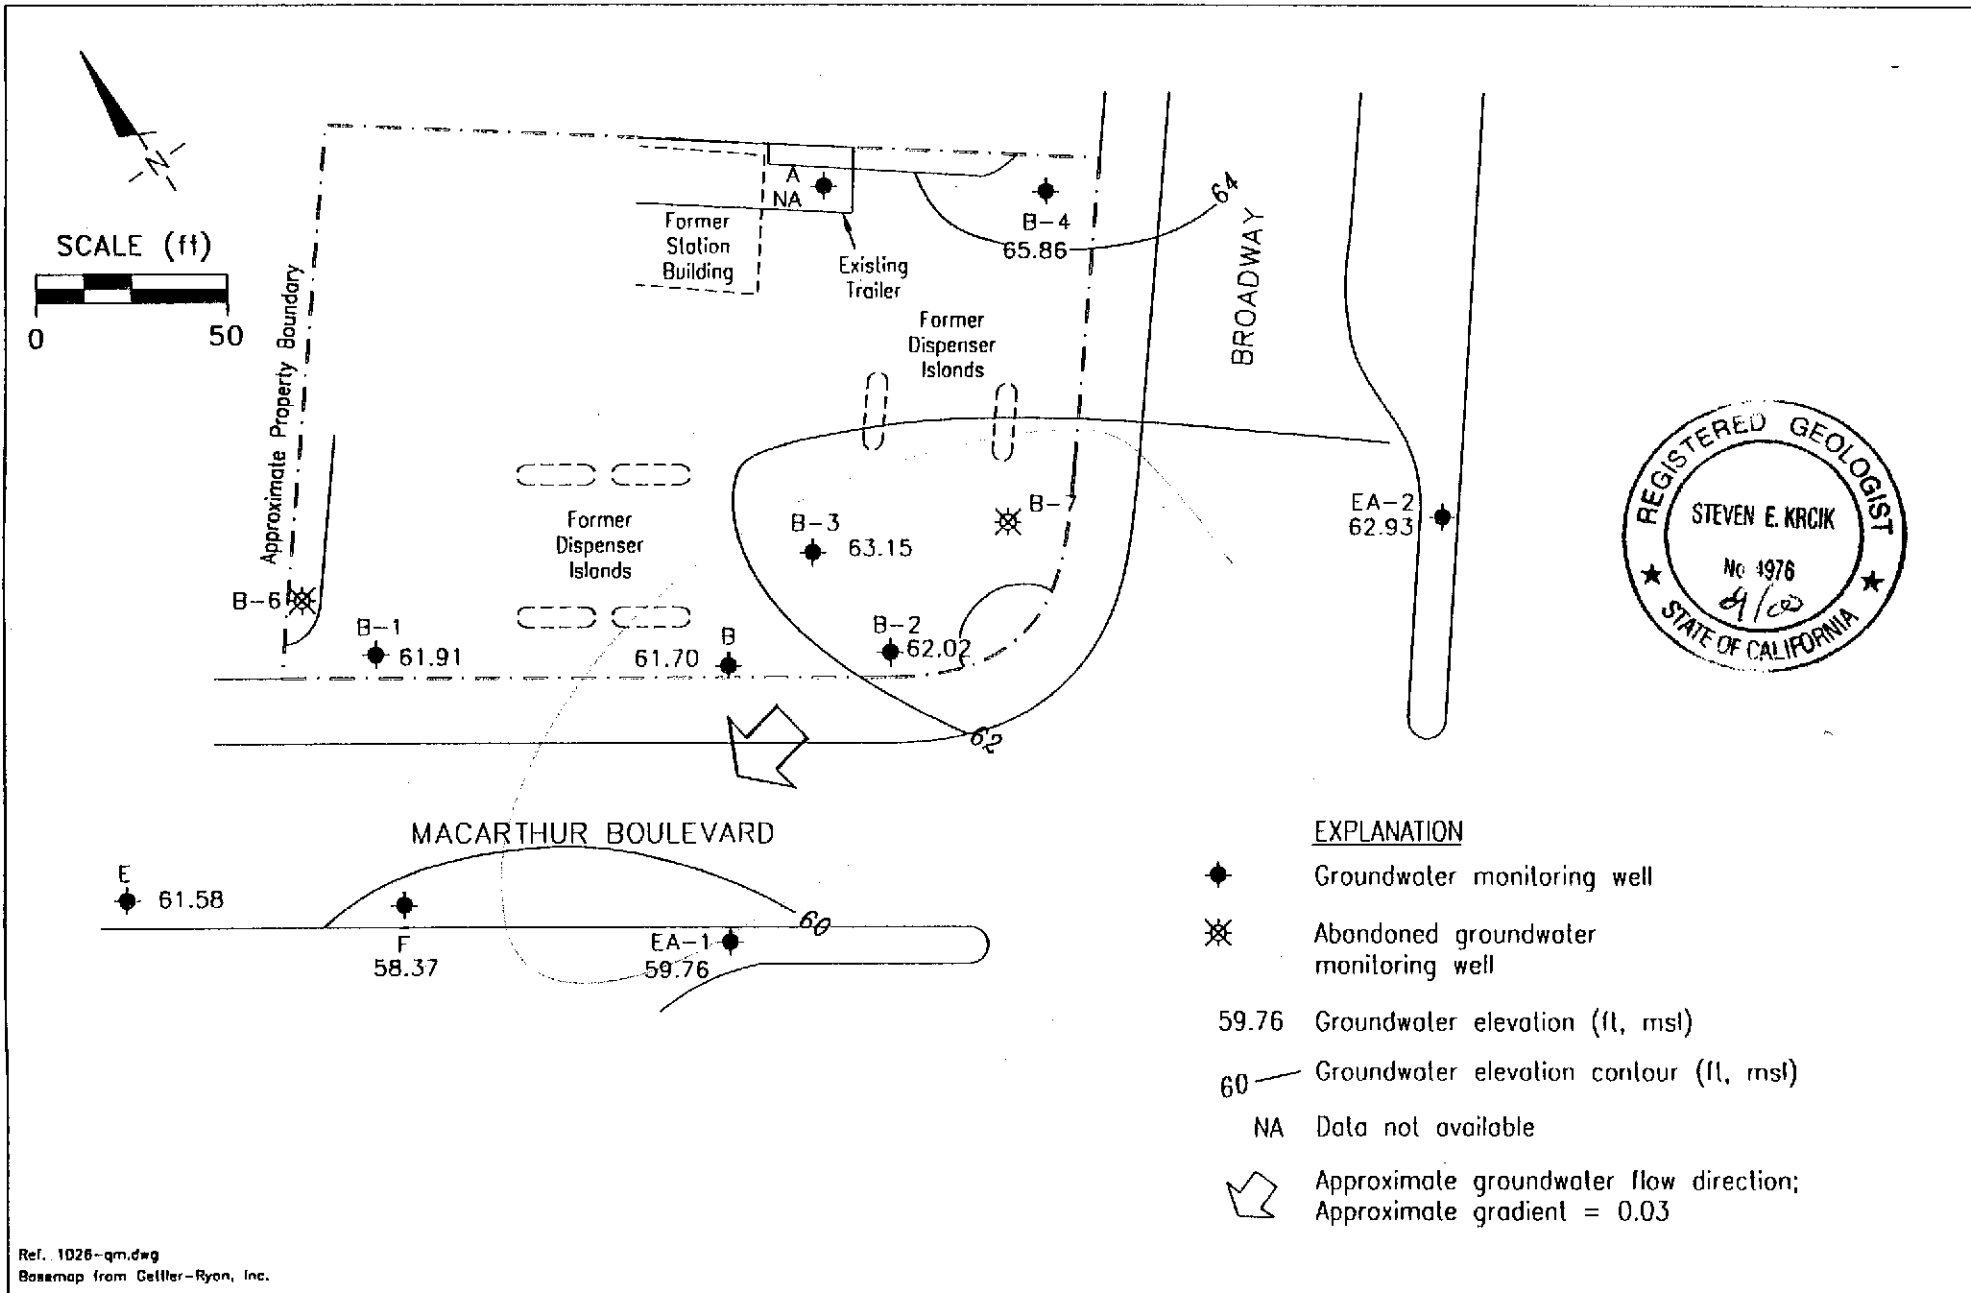 N
SCALE (ft)
0 50
Approximate Property Boundary
A
NA
Former
Station
Building
Existing
Trailer
B-4
65.86
64
BROADWAY
Former
Dispenser
Islands
Former
Dispenser
Islands
B-3
63.15
B-7
EA-2
62.93
B-6
B-1
61.91
B
61.70
B-2
62.02
62
MACARTHUR BOULEVARD
E
61.58
F
58.37
EA-1
59.76
60
REGISTERED GEOLOGIST
STEVEN E. KRCIK
No 4976
STATE OF CALIFORNIA
EXPLANATION
Groundwater monitoring well
Abandoned groundwater
monitoring well
59.76 Groundwater elevation (ft, msl)
60 Groundwater elevation contour (ft, msl)
NA Data not available
Approximate groundwater flow direction;
Approximate gradient = 0.03
Ref. 1026-qm.dwg
Basemap from Gettler-Ryan, Inc.